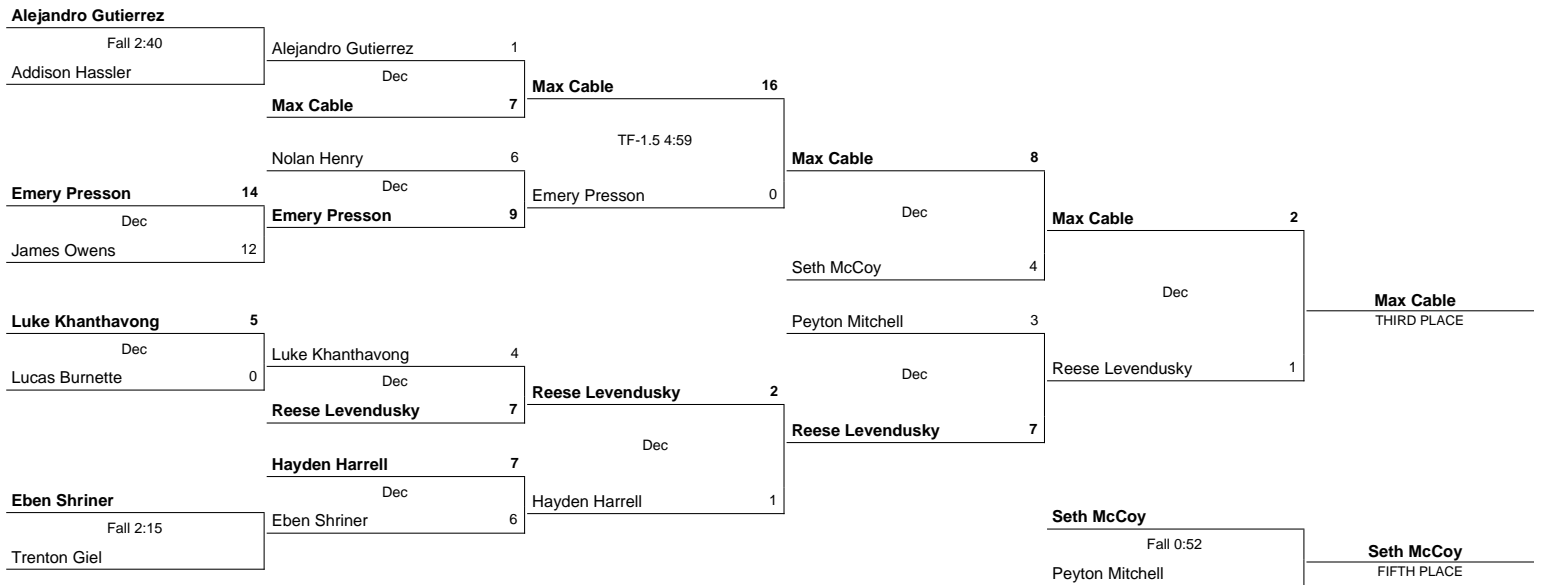 Alejandro Gutierrez
Fall 2:40
Addison Hassler
Emery Presson 14
Dec
James Owens 12
Luke Khanthavong 5
Dec
Lucas Burnette 0
Eben Shriner
Fall 2:15
Trenton Giel
Alejandro Gutierrez 1
Dec
Max Cable 7
Nolan Henry 6
Dec
Emery Presson 9
Luke Khanthavong 4
Dec
Reese Levendusky 7
Hayden Harrell 7
Dec
Eben Shriner 6
Max Cable 16
TF-1.5 4:59
Emery Presson 0
Reese Levendusky 2
Dec
Hayden Harrell 1
Max Cable 8
Dec
Seth McCoy 4
Peyton Mitchell 3
Dec
Reese Levendusky 7
Max Cable 2
Dec
Reese Levendusky 1
Max Cable
THIRD PLACE
Seth McCoy
Fall 0:52
Peyton Mitchell
Seth McCoy
FIFTH PLACE